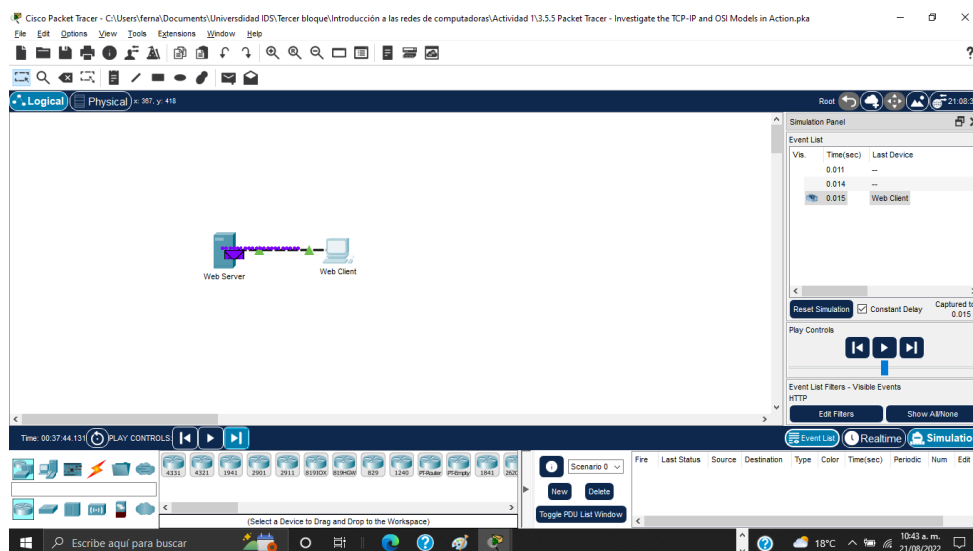 Cisco Packet Tracer - C:\Users\ferna\Documents\Universdidad IDS\Tercer bloque\Introducción a las redes de computadoras\Actividad 1\3.5.5 Packet Tracer - Investigate the TCP-IP and OSI Models in Action.pka
File Edit Options View Tools Extensions Window Help
Logical Physical x: 367, y: 418 Root 21:08:3
Simulation Panel
Event List
Vis. Time(sec) Last Device
0.011 --
0.014 --
0.015 Web Client
Web Server
Web Client
Reset Simulation Constant Delay Captured to
0.015
Play Controls
Event List Filters - Visible Events
HTTP
Edit Filters Show All/None
Time: 00:37:44.131 PLAY CONTROLS: Event List Realtime Simulation
Scenario 0
New Delete
Toggle PDU List Window
Fire Last Status Source Destination Type Color Time(sec) Periodic Num Edit
4331 4321 1941 2901 2911 819IOX 819HGW 829 1240 PT-Router PT-Empty 1841 2620
(Select a Device to Drag and Drop to the Workspace)
Escribe aquí para buscar
18°C
10:43 a. m.
21/08/2022